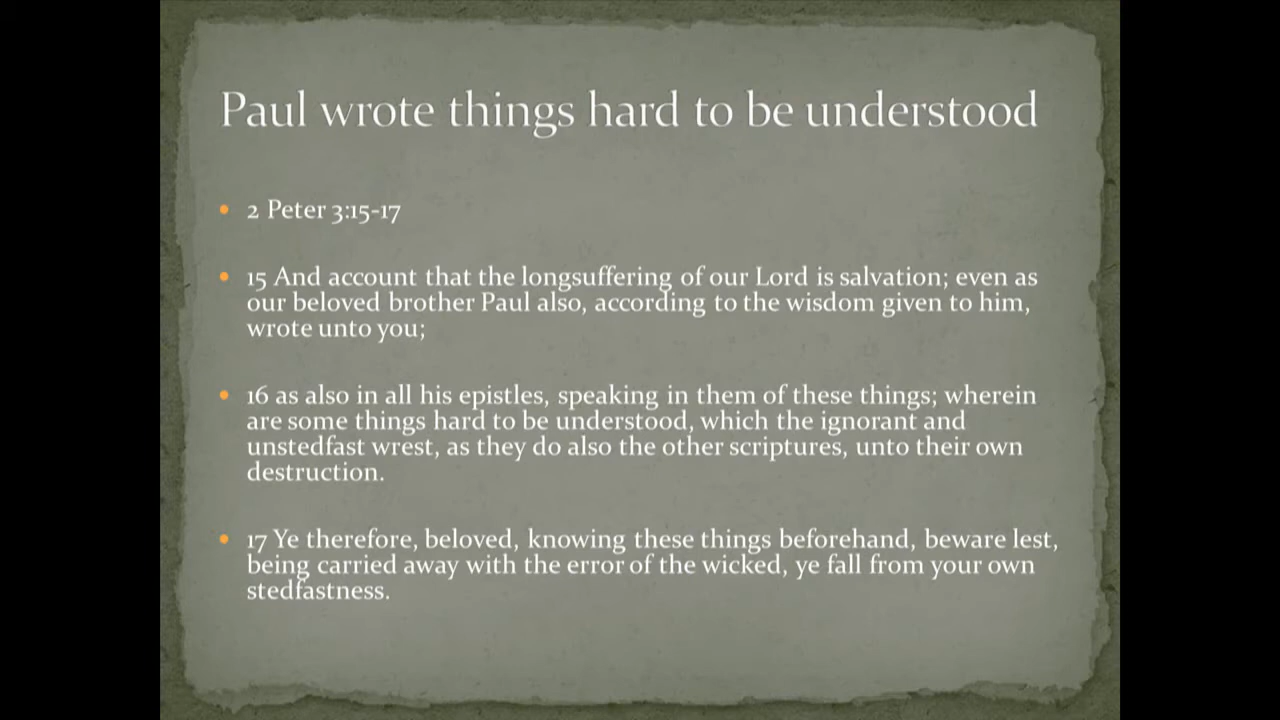 Paul wrote things hard to be understood
• 2 Peter 3:15-17
• 15 And account that the longsuffering of our Lord is salvation; even as
our beloved brother Paul also, according to the wisdom given to him,
wrote unto you;
• 16 as also in all his epistles, speaking in them of these things; wherein
are some things hard to be understood, which the ignorant and
unstedfast wrest, as they do also the other scriptures, unto their own
destruction.
• 17 Ye therefore, beloved, knowing these things beforehand, beware lest,
being carried away with the error of the wicked, ye fall from your own
stedfastness.